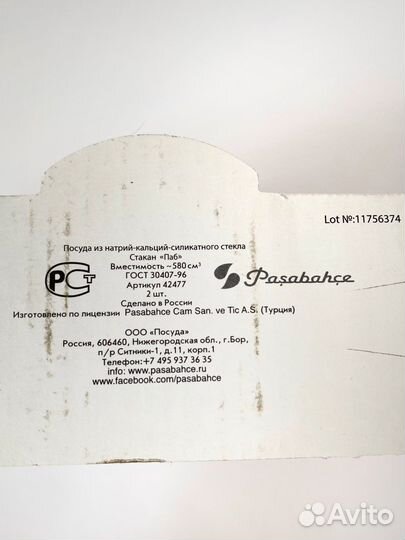 Lot №:11756374
Посуда из натрий-кальций-силикатного стекла
Стакан «Паб»
Вместимость ~580 см³
ГОСТ 30407-96
Артикул 42477
2 шт.
Сделано в России
Изготовлено по лицензии Pasabahce Cam San. ve Tic A.S. (Турция)
РСТ
Paşabahçe
ООО «Посуда»
Россия, 606460, Нижегородская обл., г.Бор,
п/р Ситники-1, д.11, корп.1
Телефон:+7 495 937 36 35
info: www.pasabahce.ru
www.facebook.com/pasabahce
Avito